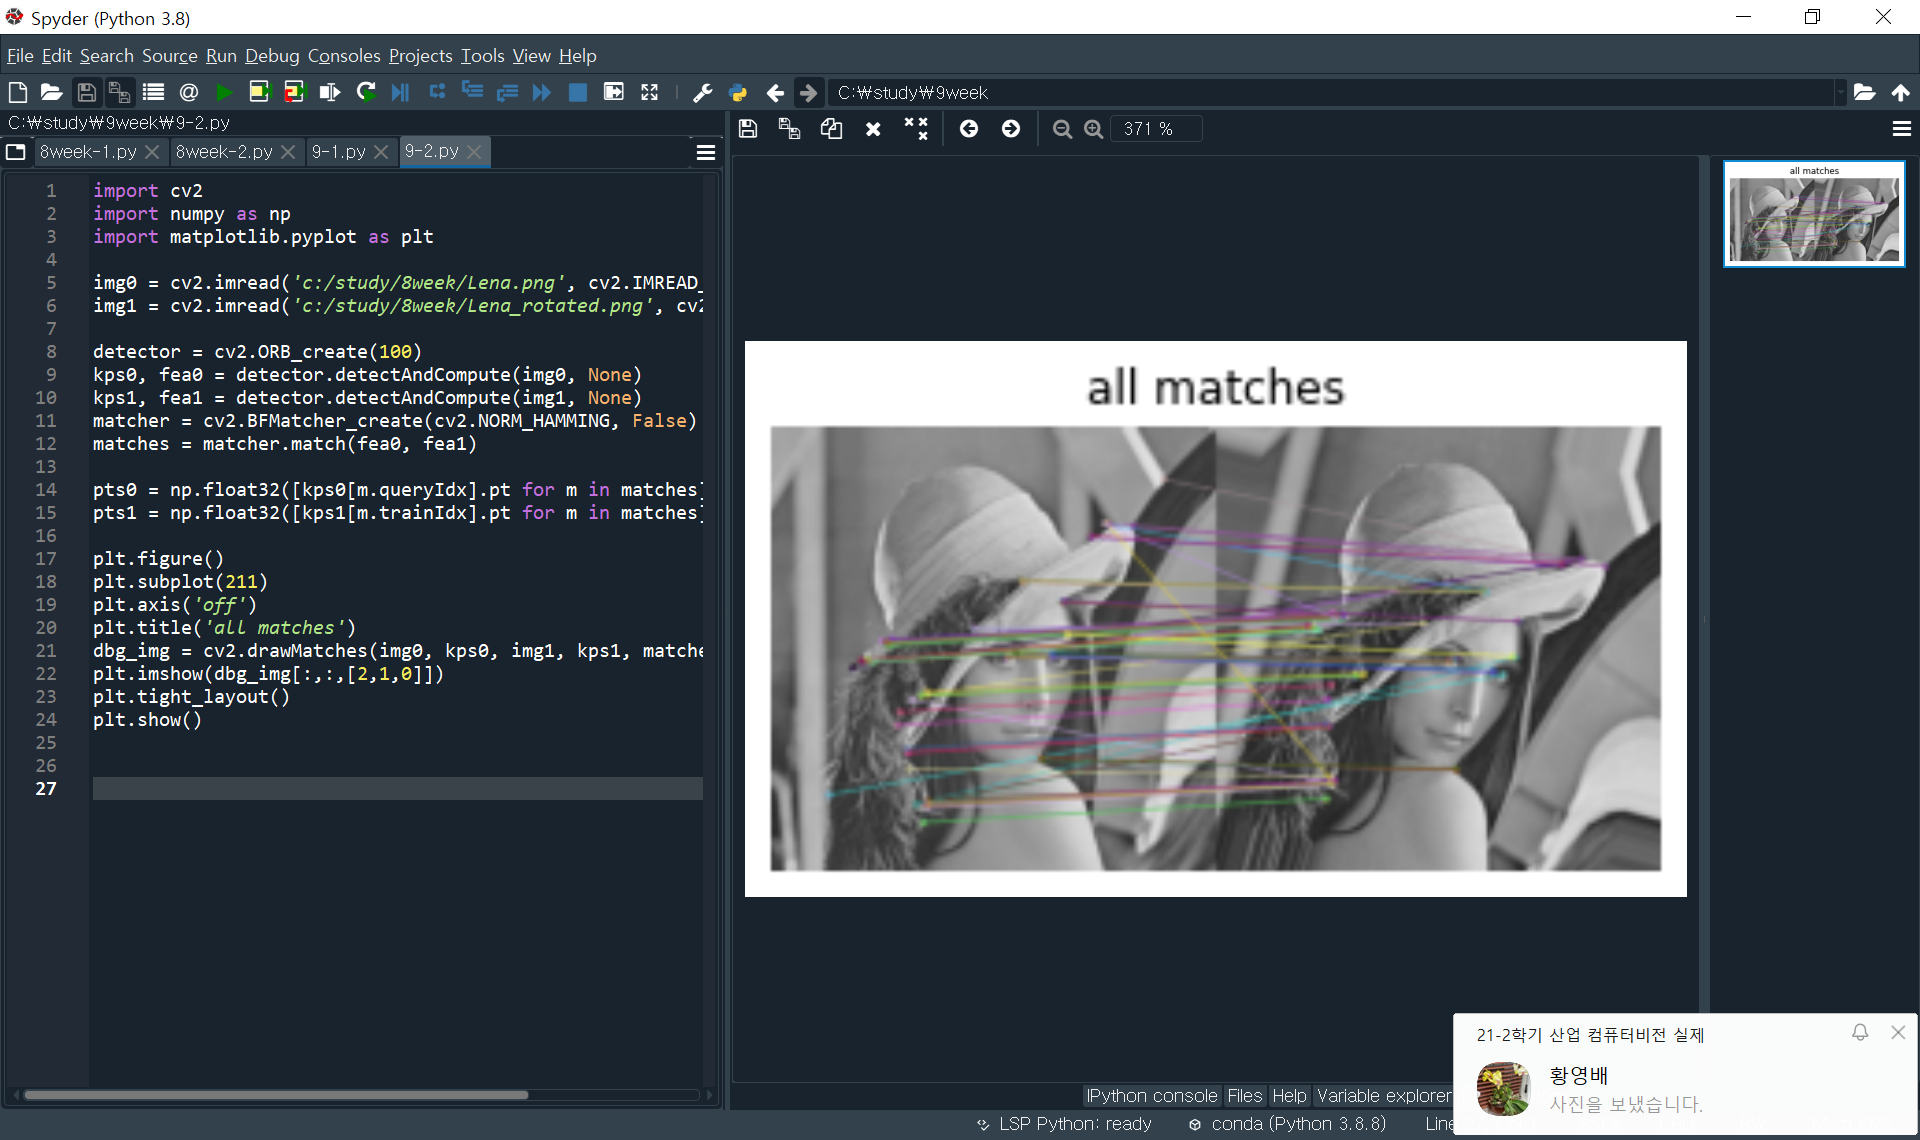 Spyder (Python 3.8)
File Edit Search Source Run Debug Consoles Projects Tools View Help
C:₩study₩9week
C:₩study₩9week₩9-2.py
8week-1.py 8week-2.py 9-1.py 9-2.py
371 %
1 import cv2
2 import numpy as np
3 import matplotlib.pyplot as plt
4
5 img0 = cv2.imread('c:/study/8week/Lena.png', cv2.IMREAD_
6 img1 = cv2.imread('c:/study/8week/Lena_rotated.png', cv2
7
8 detector = cv2.ORB_create(100)
9 kps0, fea0 = detector.detectAndCompute(img0, None)
10 kps1, fea1 = detector.detectAndCompute(img1, None)
11 matcher = cv2.BFMatcher_create(cv2.NORM_HAMMING, False)
12 matches = matcher.match(fea0, fea1)
13
14 pts0 = np.float32([kps0[m.queryIdx].pt for m in matches]
15 pts1 = np.float32([kps1[m.trainIdx].pt for m in matches]
16
17 plt.figure()
18 plt.subplot(211)
19 plt.axis('off')
20 plt.title('all matches')
21 dbg_img = cv2.drawMatches(img0, kps0, img1, kps1, matche
22 plt.imshow(dbg_img[:,:,[2,1,0]])
23 plt.tight_layout()
24 plt.show()
25
26
27
all matches
all matches
IPython console Files Help Variable explorer
LSP Python: ready conda (Python 3.8.8) Line
21-2학기 산업 컴퓨터비전 실제
황영배
사진을 보냈습니다.